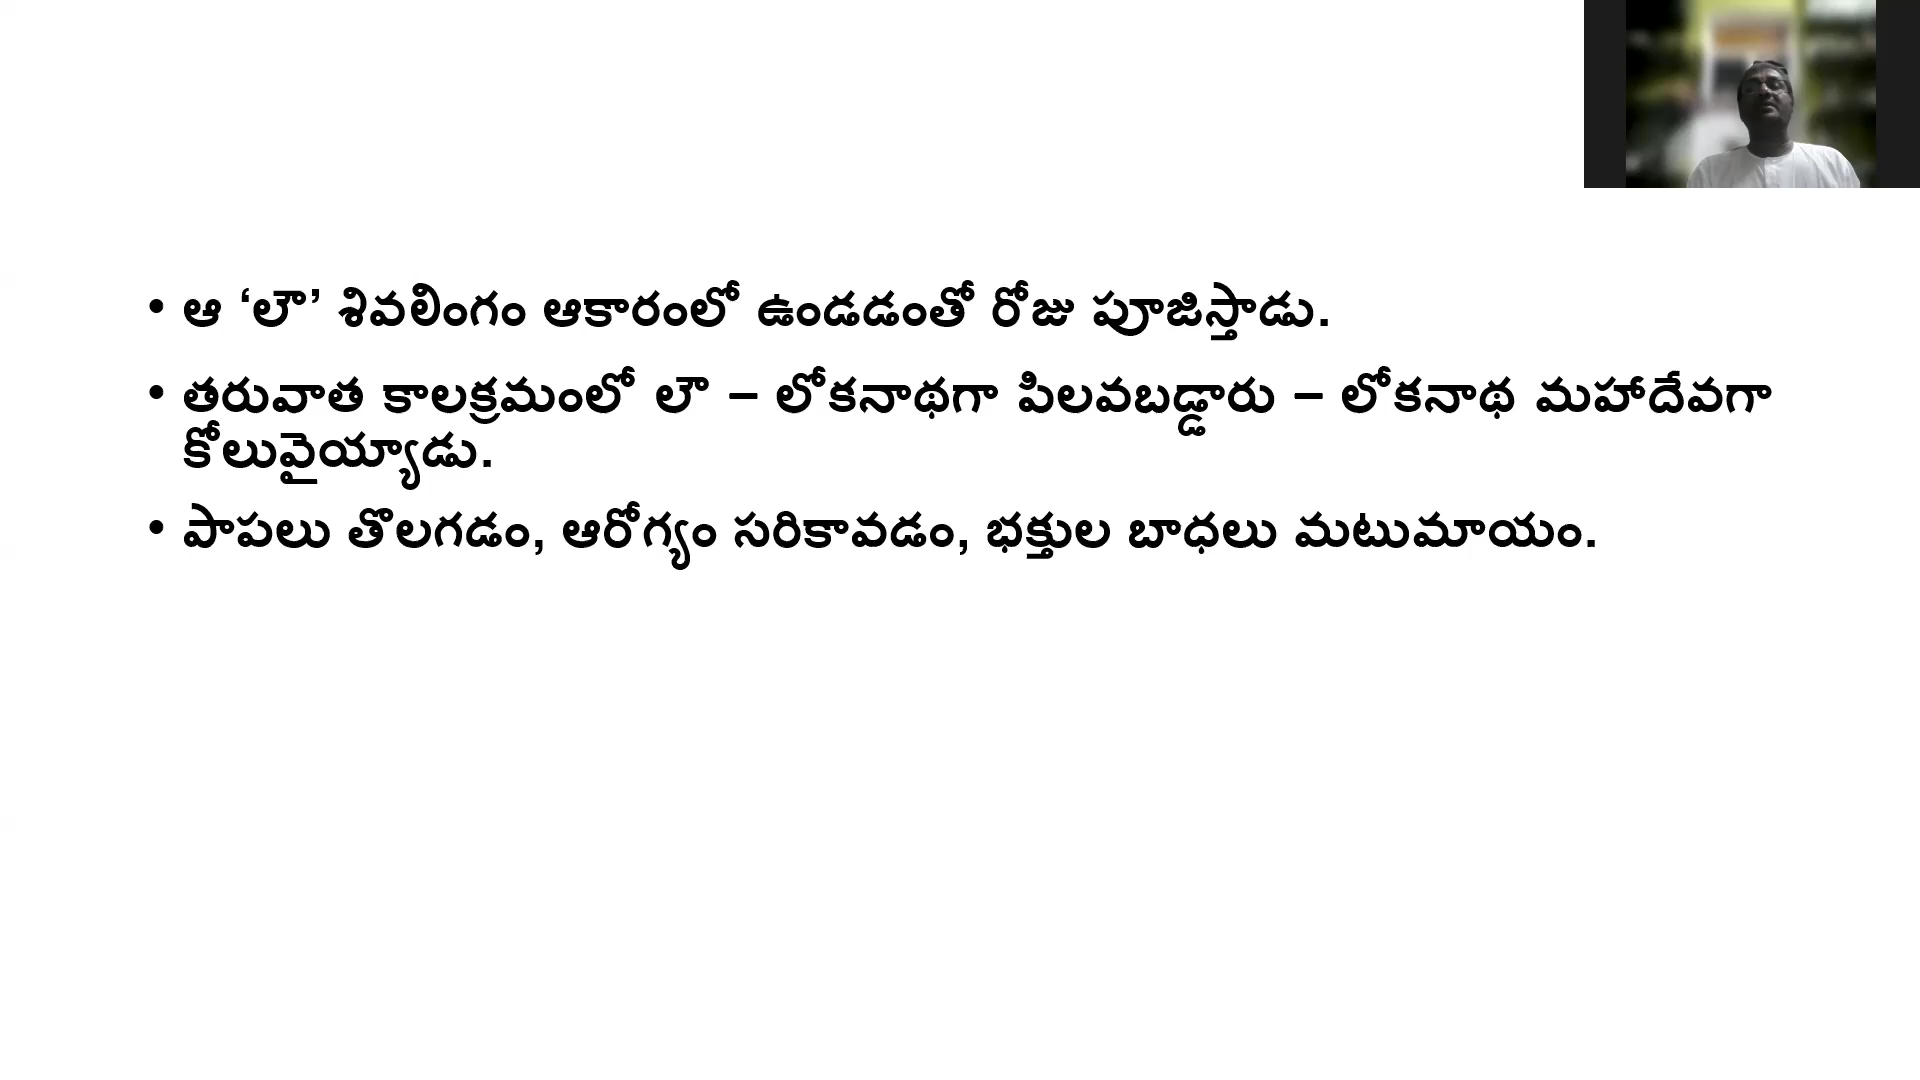 • ఆ ‘లౌ’ శివలింగం ఆకారంలో ఉండడంతో రోజు పూజిస్తాడు.
• తరువాత కాలక్రమంలో లౌ – లోకనాథగా పిలవబడ్డారు – లోకనాథ మహాదేవగా
కోలువైయ్యాడు.
• పాపలు తొలగడం, ఆరోగ్యం సరికావడం, భక్తుల బాధలు మటుమాయం.